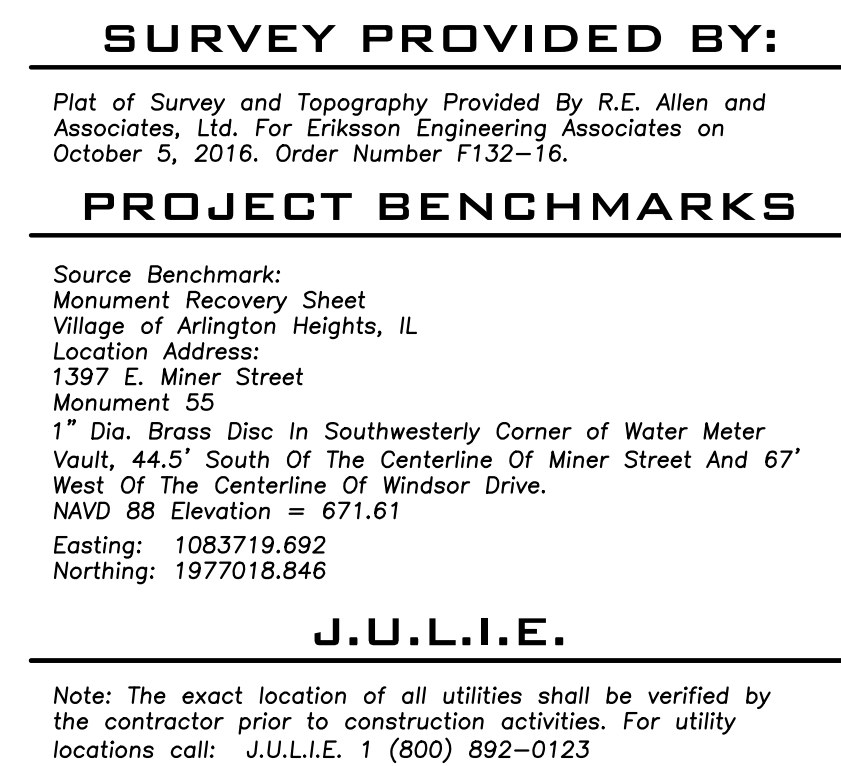 SURVEY PROVIDED BY:
Plat of Survey and Topography Provided By R.E. Allen and
Associates, Ltd. For Eriksson Engineering Associates on
October 5, 2016. Order Number F132-16.
PROJECT BENCHMARKS
Source Benchmark:
Monument Recovery Sheet
Village of Arlington Heights, IL
Location Address:
1397 E. Miner Street
Monument 55
1" Dia. Brass Disc In Southwesterly Corner of Water Meter
Vault, 44.5' South Of The Centerline Of Miner Street And 67'
West Of The Centerline Of Windsor Drive.
NAVD 88 Elevation = 671.61
Easting: 1083719.692
Northing: 1977018.846
J.U.L.I.E.
Note: The exact location of all utilities shall be verified by
the contractor prior to construction activities. For utility
locations call: J.U.L.I.E. 1 (800) 892-0123